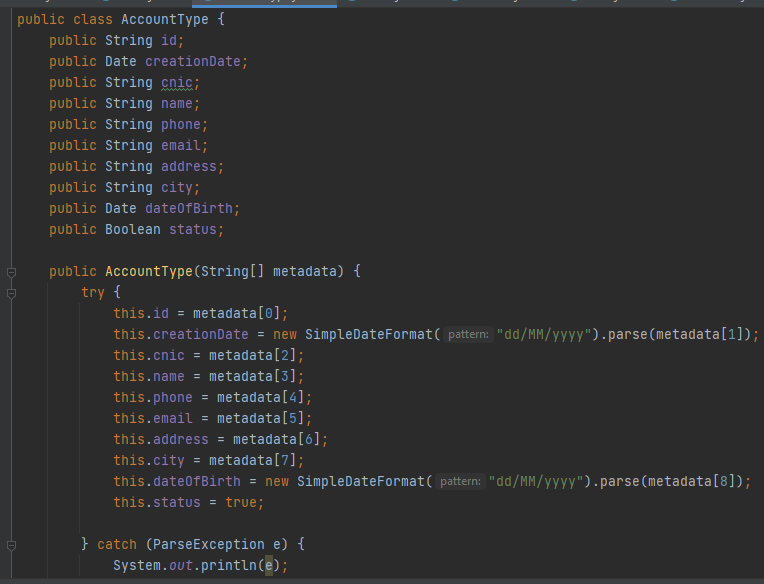 public class AccountType {
    public String id;
    public Date creationDate;
    public String cnic;
    public String name;
    public String phone;
    public String email;
    public String address;
    public String city;
    public Date dateOfBirth;
    public Boolean status;

    public AccountType(String[] metadata) {
        try {
            this.id = metadata[0];
            this.creationDate = new SimpleDateFormat( pattern: "dd/MM/yyyy").parse(metadata[1]);
            this.cnic = metadata[2];
            this.name = metadata[3];
            this.phone = metadata[4];
            this.email = metadata[5];
            this.address = metadata[6];
            this.city = metadata[7];
            this.dateOfBirth = new SimpleDateFormat( pattern: "dd/MM/yyyy").parse(metadata[8]);
            this.status = true;

        } catch (ParseException e) {
            System.out.println(e);